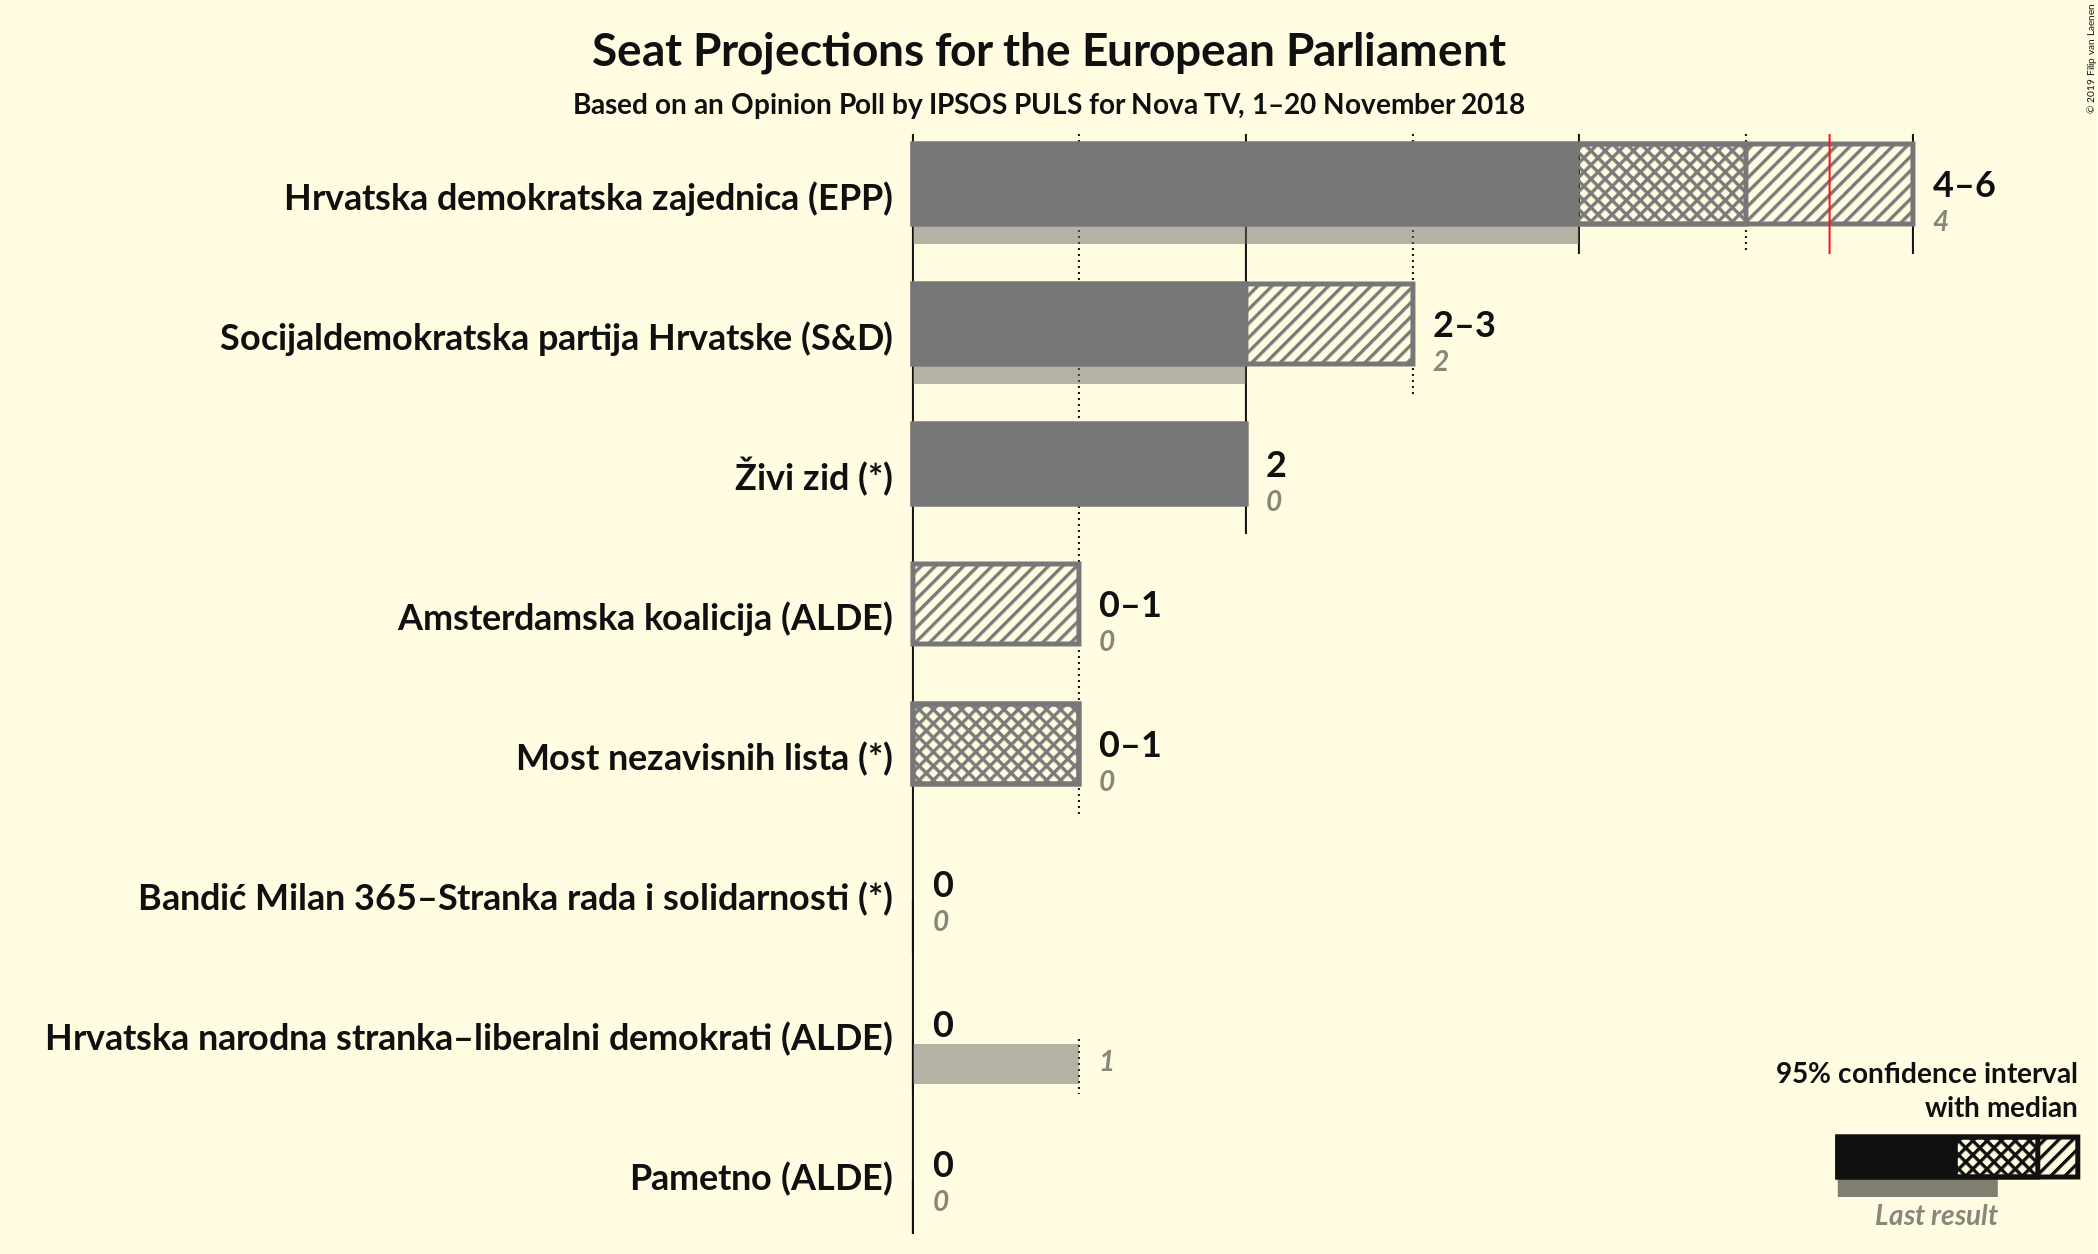 Seat Projections for the European Parliament
Based on an Opinion Poll by IPSOS PULS for Nova TV, 1–20 November 2018
© 2019 Filip van Laenen
Hrvatska demokratska zajednica (EPP)
4–6
4
Socijaldemokratska partija Hrvatske (S&D)
2–3
2
Živi zid (*)
2
0
Amsterdamska koalicija (ALDE)
0–1
0
Most nezavisnih lista (*)
0–1
0
Bandić Milan 365–Stranka rada i solidarnosti (*)
0
0
Hrvatska narodna stranka–liberalni demokrati (ALDE)
0
1
Pametno (ALDE)
0
0
95% confidence interval
with median
Last result